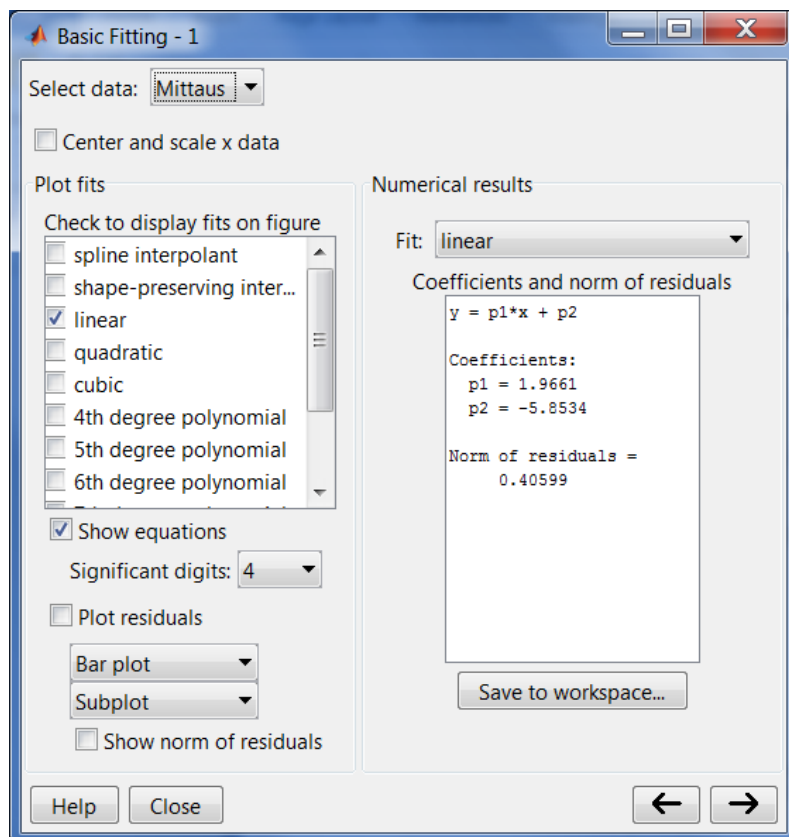 Basic Fitting - 1
Select data: Mittaus
Center and scale x data
Plot fits
Check to display fits on figure
spline interpolant
shape-preserving inter...
linear
quadratic
cubic
4th degree polynomial
5th degree polynomial
6th degree polynomial
Show equations
Significant digits: 4
Plot residuals
Bar plot
Subplot
Show norm of residuals
Numerical results
Fit: linear
Coefficients and norm of residuals
y = p1*x + p2
Coefficients:
p1 = 1.9661
p2 = -5.8534
Norm of residuals =
0.40599
Save to workspace...
Help
Close